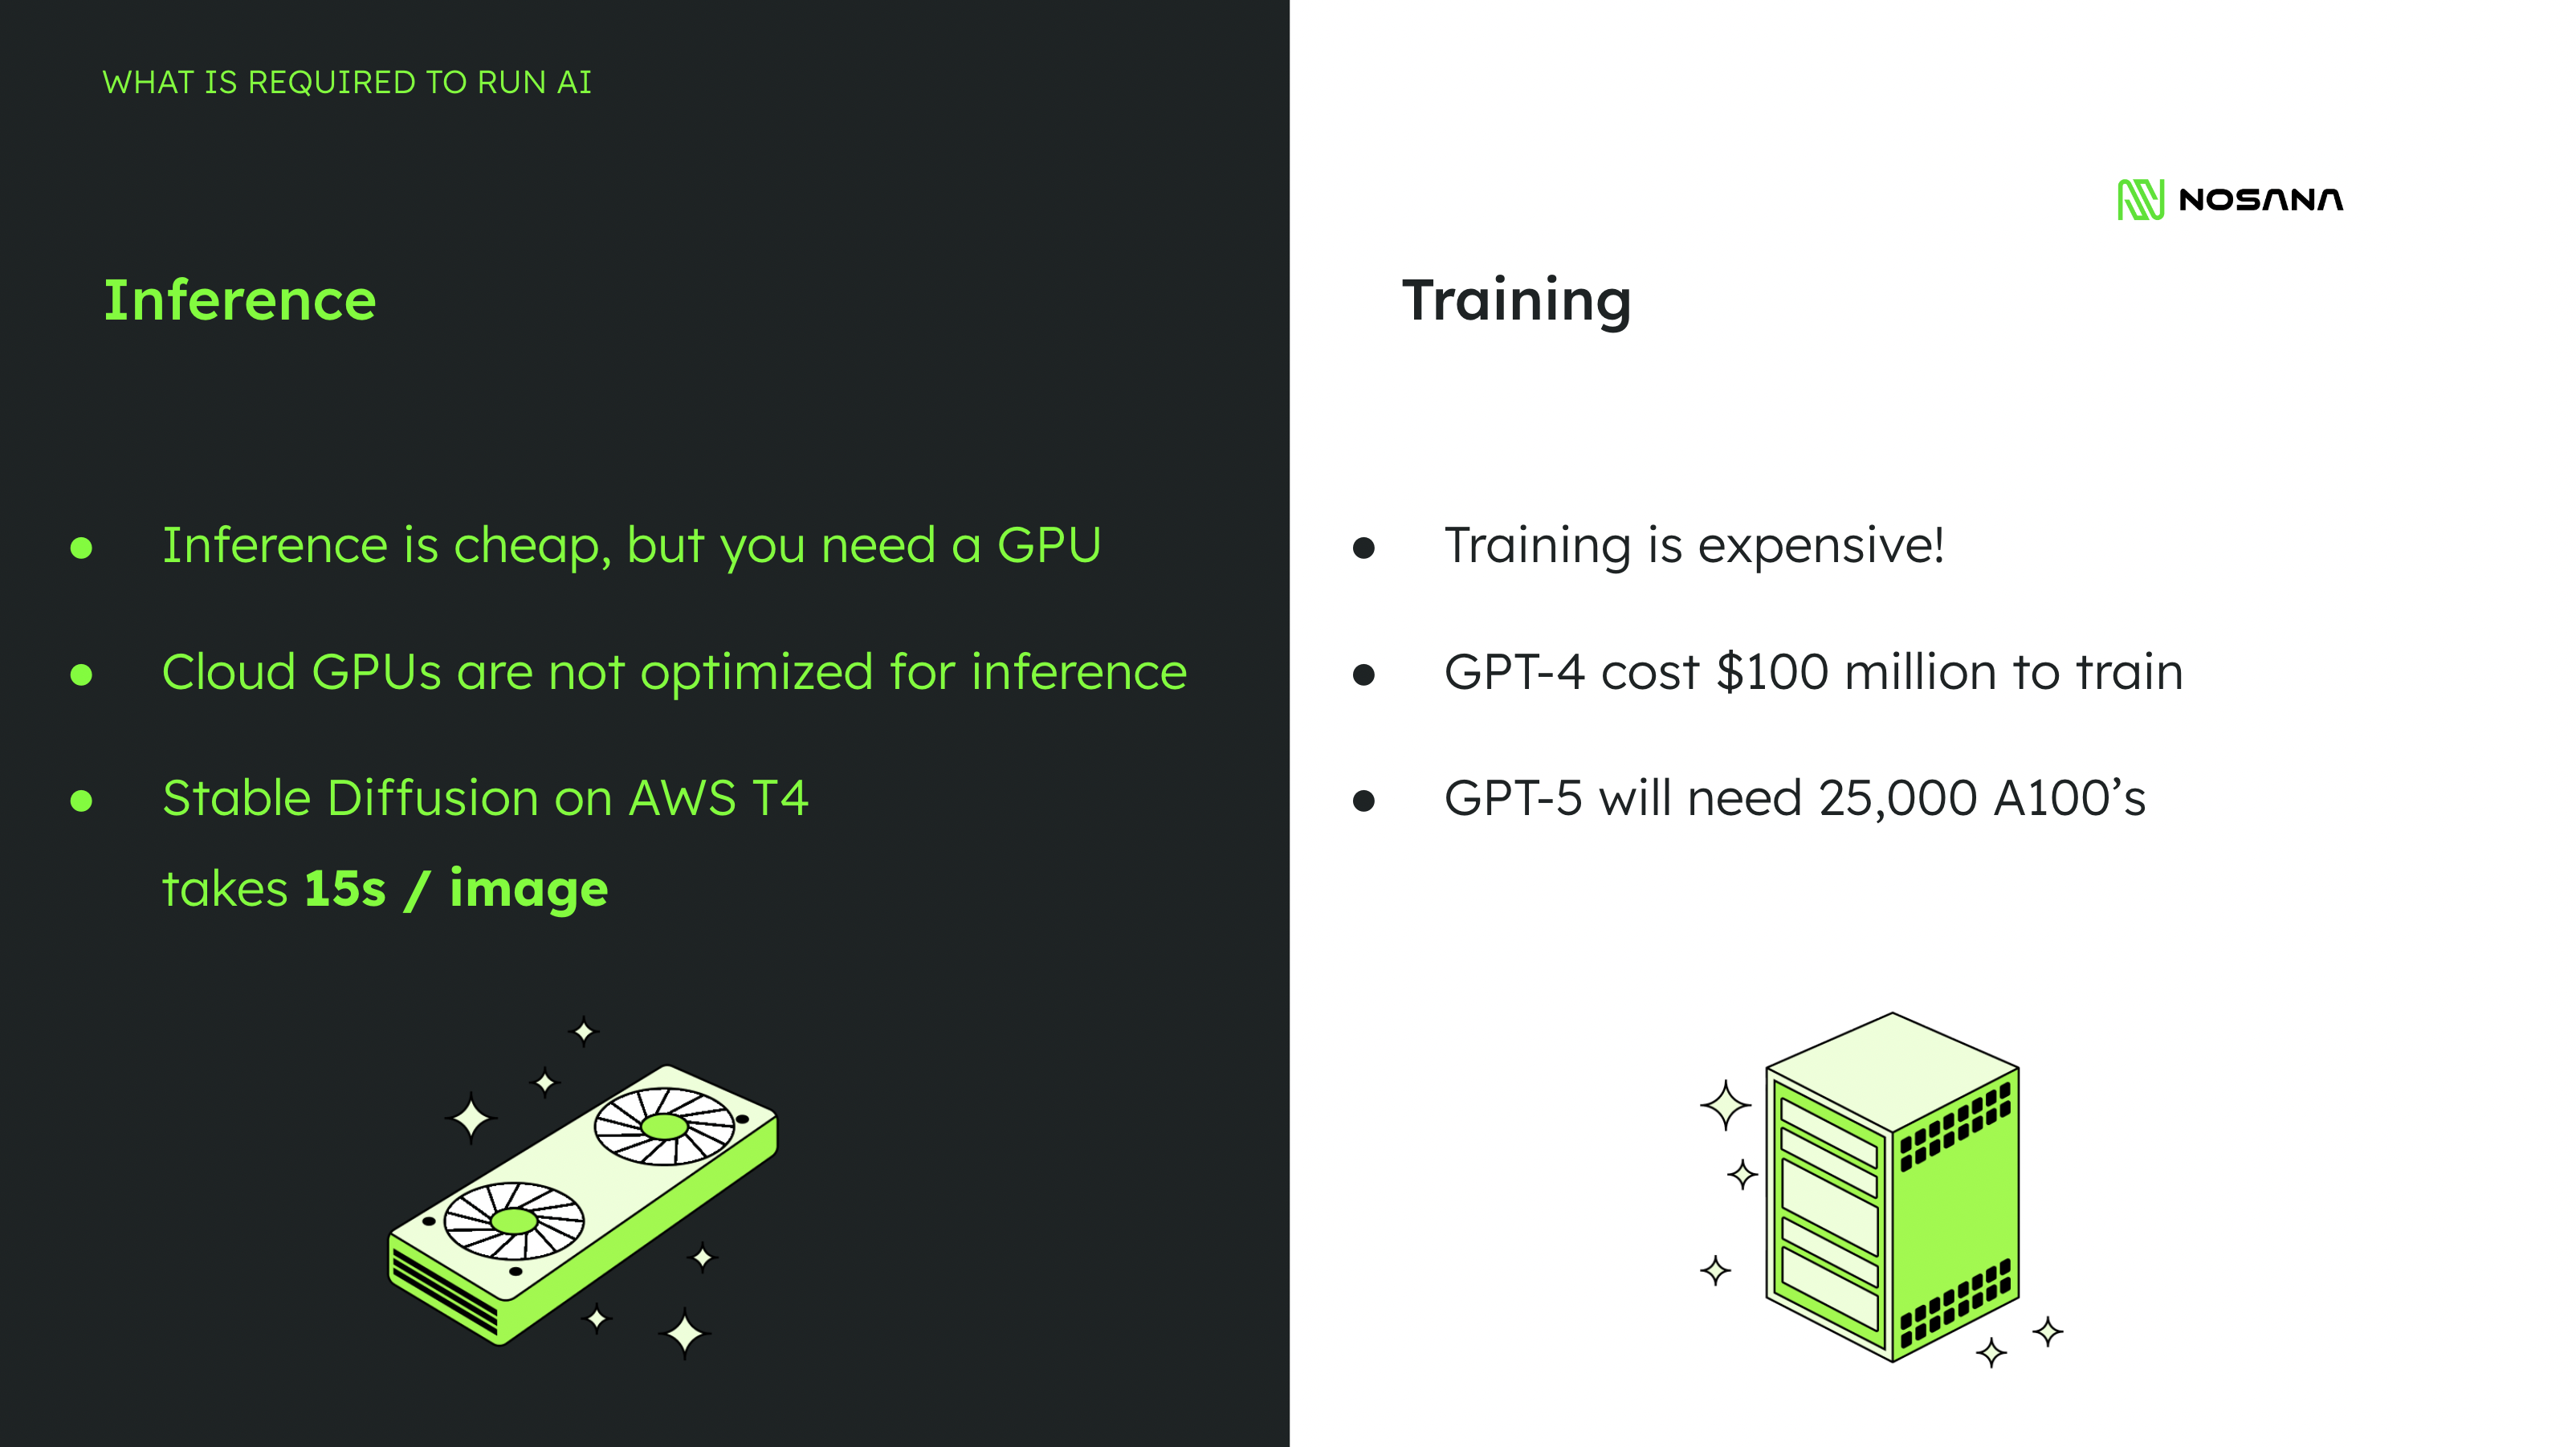 WHAT IS REQUIRED TO RUN AI
Inference
● Inference is cheap, but you need a GPU
● Cloud GPUs are not optimized for inference
● Stable Diffusion on AWS T4
takes 15s / image
NOSANA
Training
● Training is expensive!
● GPT-4 cost $100 million to train
● GPT-5 will need 25,000 A100’s